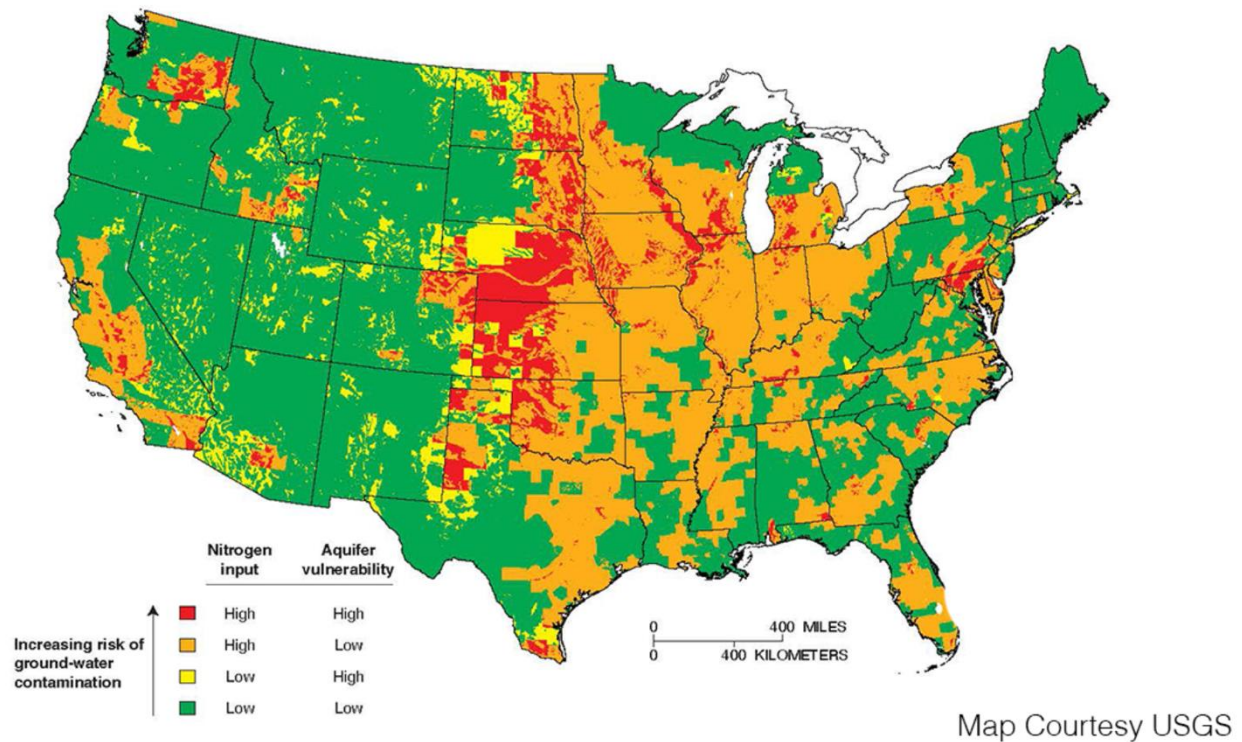 Nitrogen input
Aquifer vulnerability
High High
High Low
Low High
Low Low
Increasing risk of
ground-water
contamination
0 400 MILES
0 400 KILOMETERS
Map Courtesy USGS